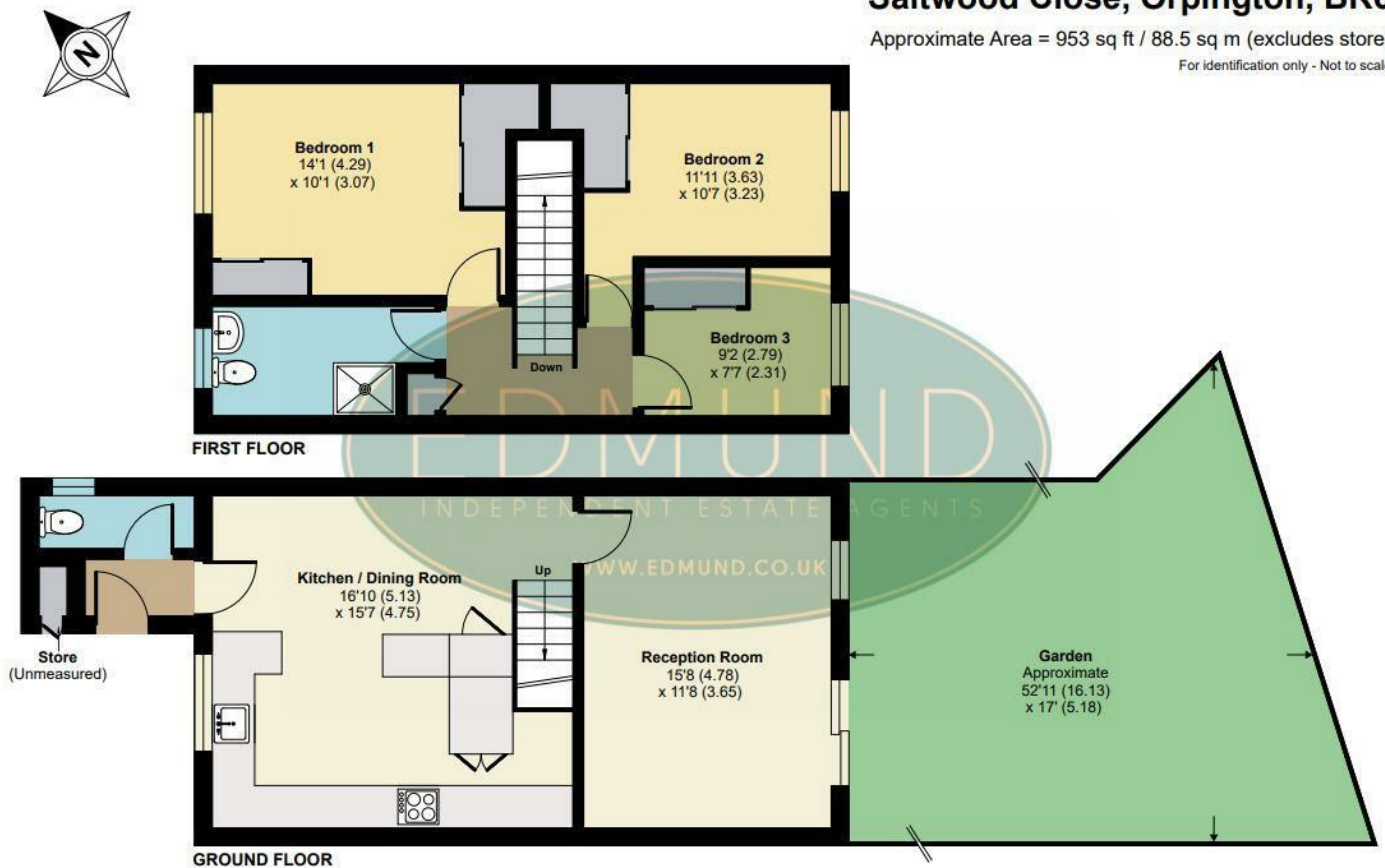 Saltwood Close, Orpington,
Approximate Area = 953 sq ft / 88.5 sq m (excludes store
For identification only - Not to scale
N
Bedroom 1
14'1 (4.29)
x 10'1 (3.07)
Bedroom 2
11'11 (3.63)
x 10'7 (3.23)
Bedroom 3
9'2 (2.79)
x 7'7 (2.31)
Down
FIRST FLOOR
EDMUND
INDEPENDENT ESTATE AGENTS
WWW.EDMUND.CO.UK
Kitchen / Dining Room
16'10 (5.13)
x 15'7 (4.75)
Up
Reception Room
15'8 (4.78)
x 11'8 (3.65)
Garden
Approximate
52'11 (16.13)
x 17' (5.18)
Store
(Unmeasured)
GROUND FLOOR